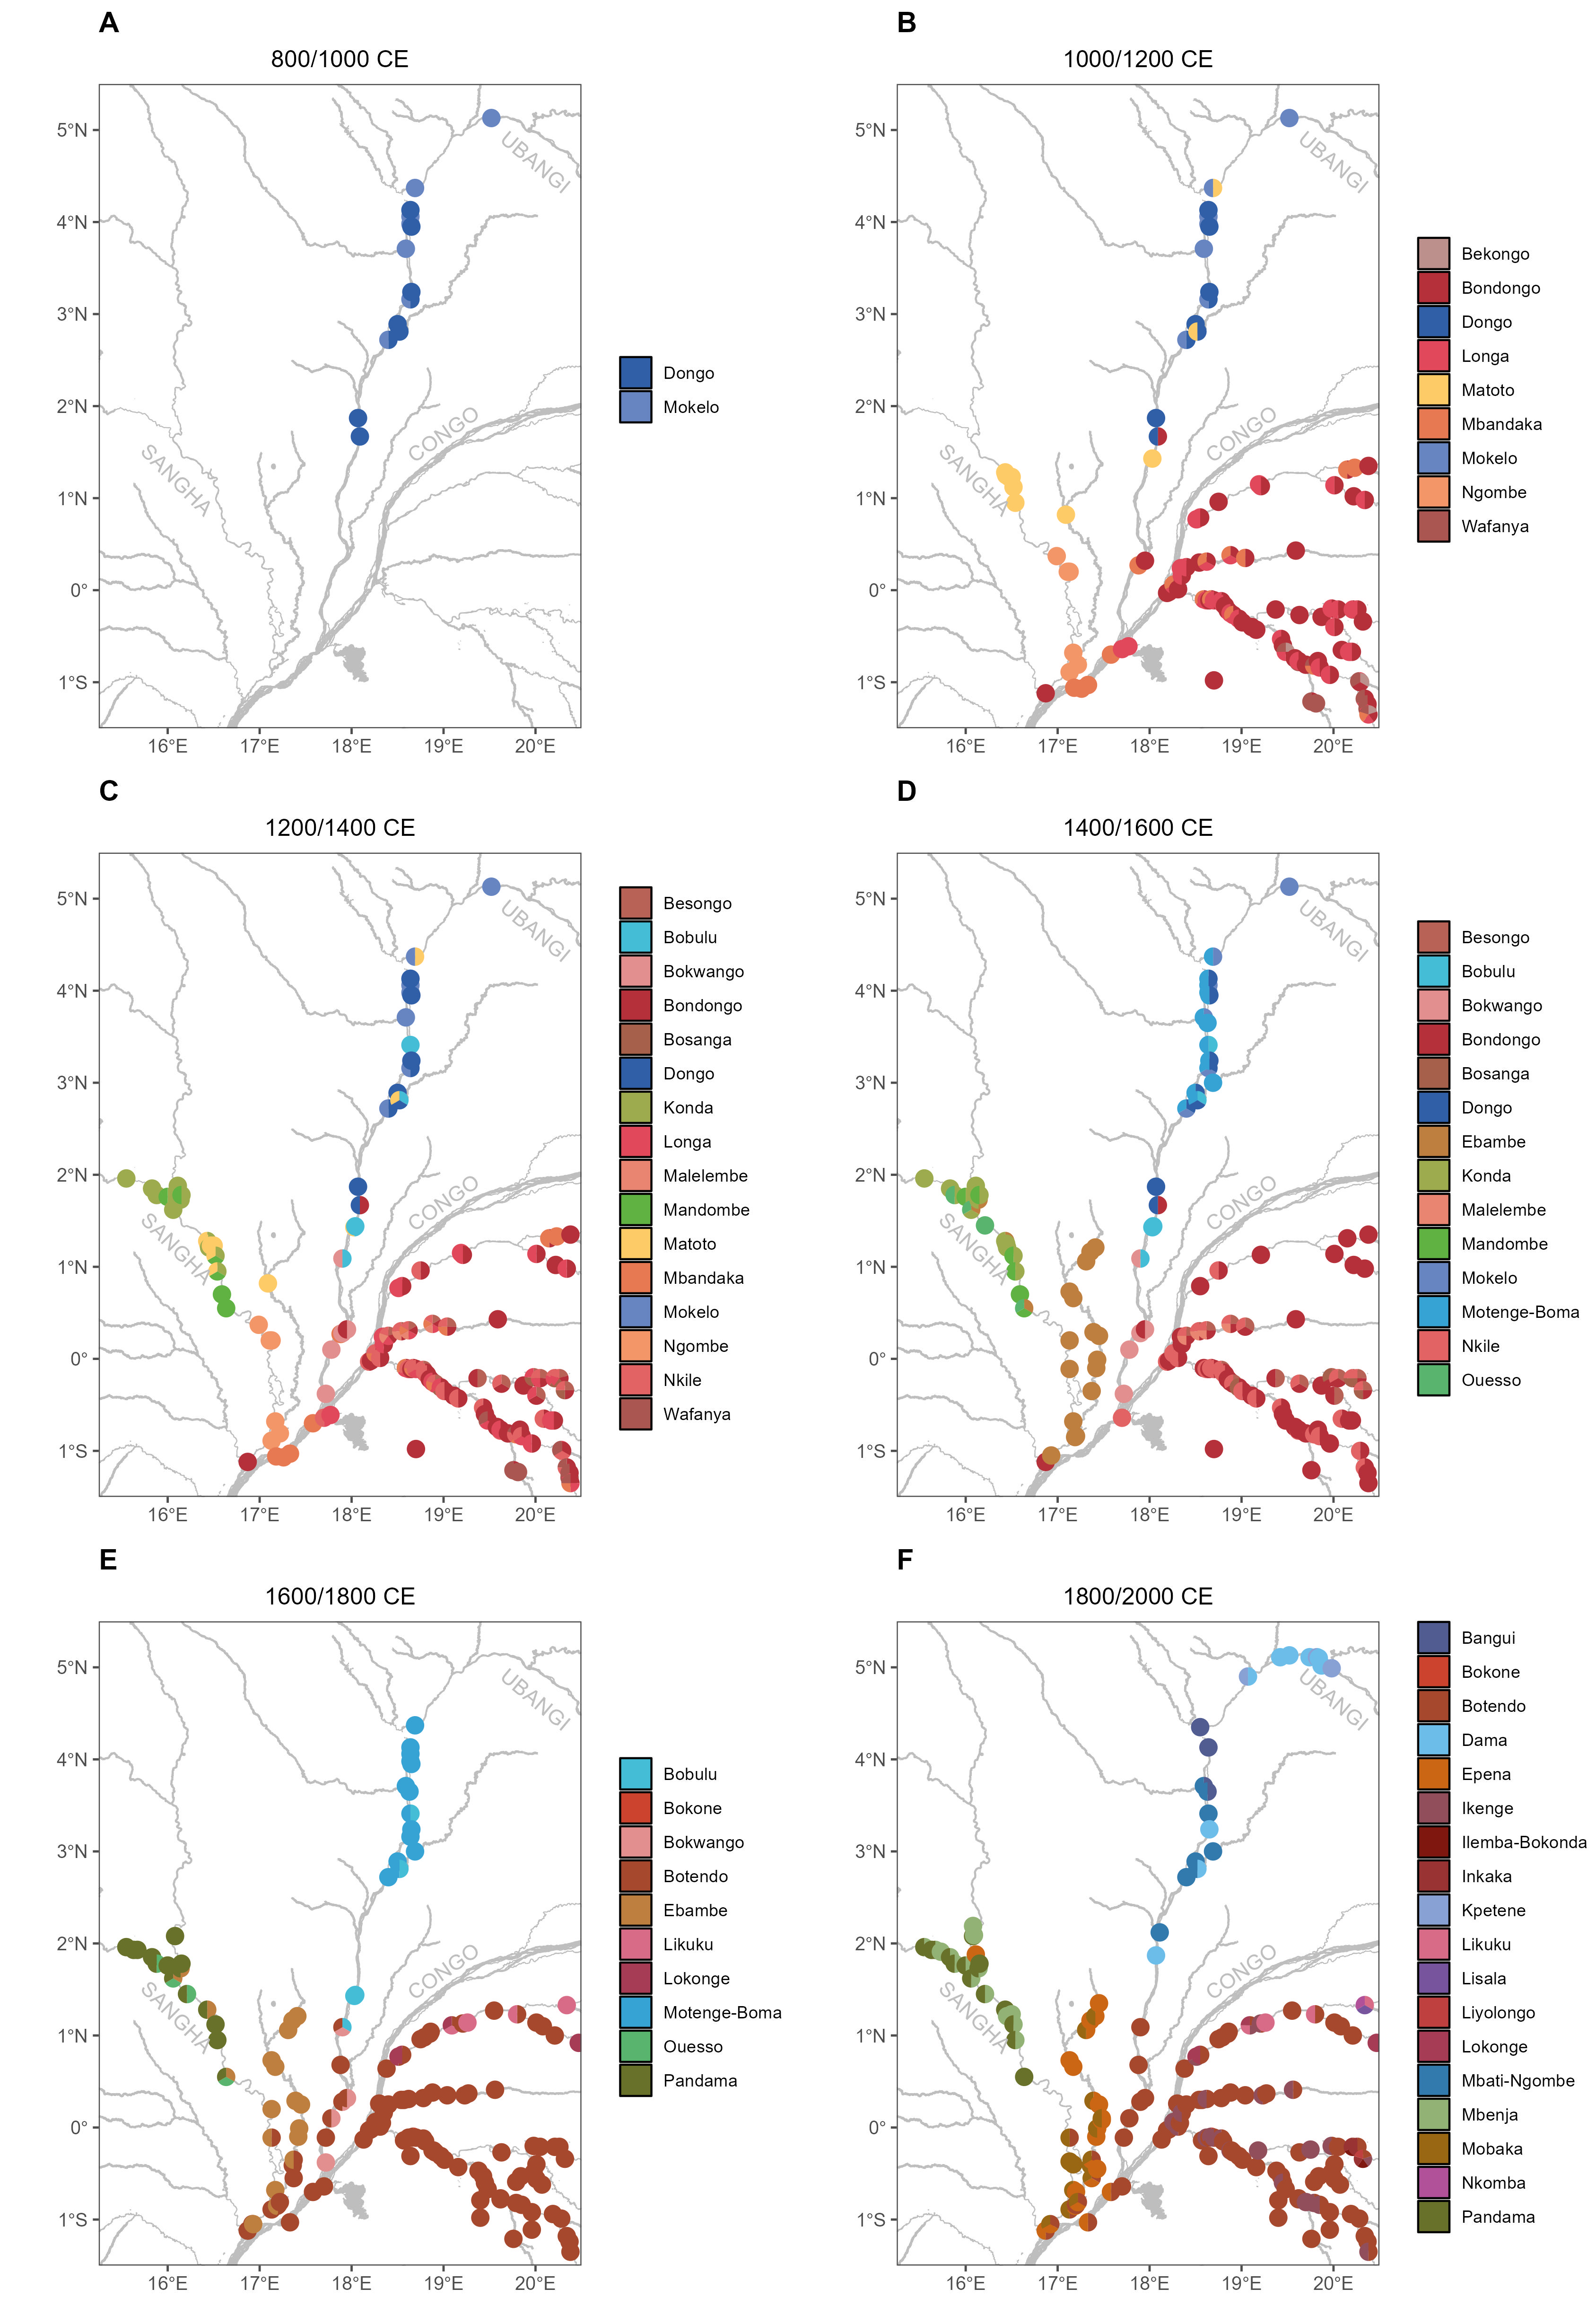 A
800/1000 CE
5°N
4°N
3°N
2°N
1°N
0°
1°S
16°E
17°E
18°E
19°E
20°E
UBANGI
CONGO
SANGHA
Dongo
Mokelo
B
1000/1200 CE
5°N
4°N
3°N
2°N
1°N
0°
1°S
16°E
17°E
18°E
19°E
20°E
UBANGI
CONGO
SANGHA
Bekongo
Bondongo
Dongo
Longa
Matoto
Mbandaka
Mokelo
Ngombe
Wafanya
C
1200/1400 CE
5°N
4°N
3°N
2°N
1°N
0°
1°S
16°E
17°E
18°E
19°E
20°E
UBANGI
CONGO
SANGHA
Besongo
Bobulu
Bokwango
Bondongo
Bosanga
Dongo
Konda
Longa
Malelembe
Mandombe
Matoto
Mbandaka
Mokelo
Ngombe
Nkile
Wafanya
D
1400/1600 CE
5°N
4°N
3°N
2°N
1°N
0°
1°S
16°E
17°E
18°E
19°E
20°E
UBANGI
CONGO
SANGHA
Besongo
Bobulu
Bokwango
Bondongo
Bosanga
Dongo
Ebambe
Konda
Malelembe
Mandombe
Mokelo
Motenge-Boma
Nkile
Ouesso
E
1600/1800 CE
5°N
4°N
3°N
2°N
1°N
0°
1°S
16°E
17°E
18°E
19°E
20°E
UBANGI
CONGO
SANGHA
Bobulu
Bokone
Bokwango
Botendo
Ebambe
Likuku
Lokonge
Motenge-Boma
Ouesso
Pandama
F
1800/2000 CE
5°N
4°N
3°N
2°N
1°N
0°
1°S
16°E
17°E
18°E
19°E
20°E
UBANGI
CONGO
SANGHA
Bangui
Bokone
Botendo
Dama
Epena
Ikenge
Ilemba-Bokonda
Inkaka
Kpetene
Likuku
Lisala
Liyolongo
Lokonge
Mbati-Ngombe
Mbenja
Mobaka
Nkomba
Pandama